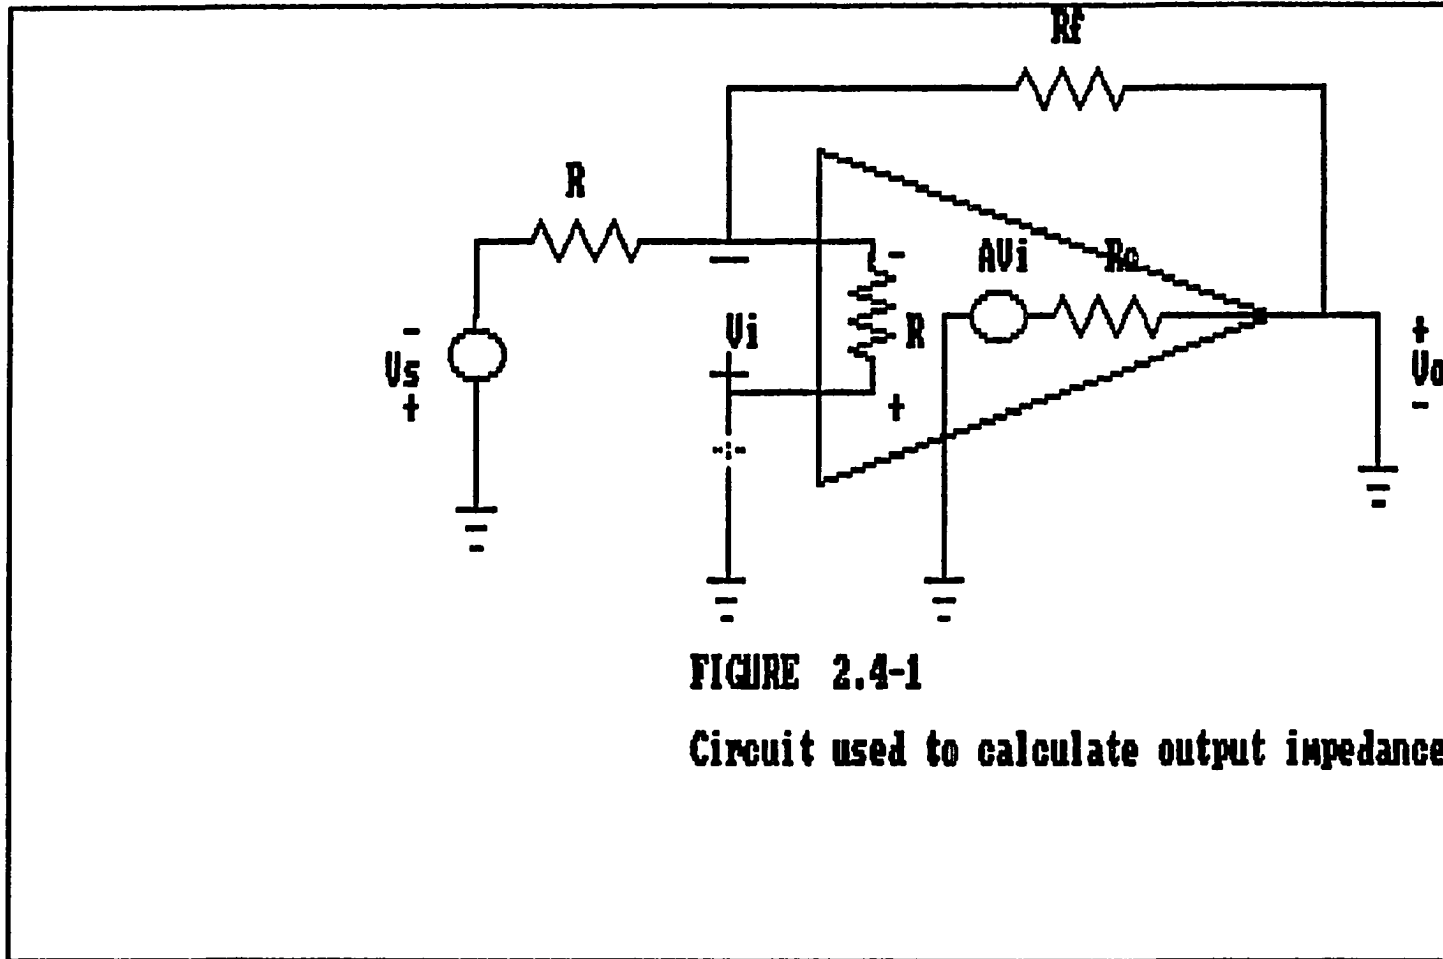 Rf
R
AVi
Ro
-
-
Vi
R
-
Vs
+
+
+
Vo
-
FIGURE 2.4-1
Circuit used to calculate output impedance